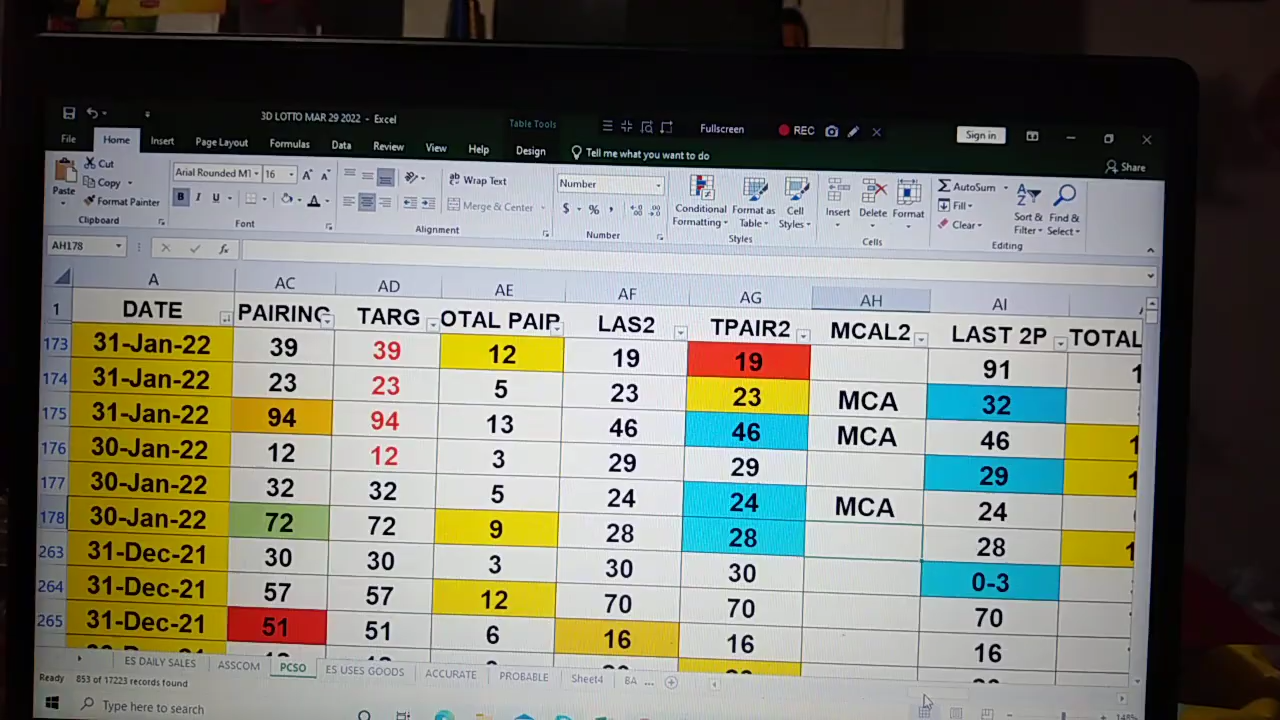 3D LOTTO MAR 29 2022 - Excel
Table Tools
Fullscreen
REC
Sign in
File Home Insert Page Layout Formulas Data Review View Help Design Tell me what you want to do
Share
Paste
Cut
Copy
Format Painter
Clipboard
Arial Rounded MT 16
B I U
Font
Wrap Text
Merge & Center
Alignment
Number
$ % ,
Number
Conditional Formatting
Format as Table
Cell Styles
Styles
Insert Delete Format
Cells
AutoSum
Fill
Clear
Sort & Filter
Find & Select
Editing
AH178
fx
A AC AD AE AF AG AH AI
1 DATE PAIRING TARG OTAL PAIR LAS2 TPAIR2 MCAL2 LAST 2P TOTAL
173 31-Jan-22 39 39 12 19 19 91 1
174 31-Jan-22 23 23 5 23 23 MCA 32
175 31-Jan-22 94 94 13 46 46 MCA 46 1
176 30-Jan-22 12 12 3 29 29 29 1
177 30-Jan-22 32 32 5 24 24 MCA 24
178 30-Jan-22 72 72 9 28 28 28 1
263 31-Dec-21 30 30 3 30 30 0-3
264 31-Dec-21 57 57 12 70 70 70
265 31-Dec-21 51 51 6 16 16 16
ES DAILY SALES ASSCOM PCSO ES USES GOODS ACCURATE PROBABLE Sheet4 BA ...
Ready 853 of 17223 records found
Type here to search